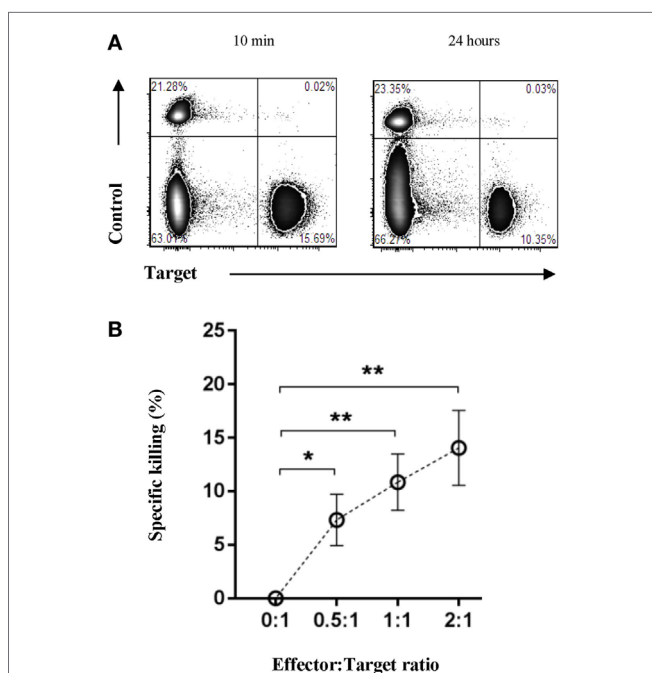 A
10 min
24 hours
21.28%
0.02%
63.01%
15.69%
23.35%
0.03%
66.27%
10.35%
Control
Target
B
25
20
15
10
5
0
**
**
*
Specific killing (%)
0:1
0.5:1
1:1
2:1
Effector:Target ratio